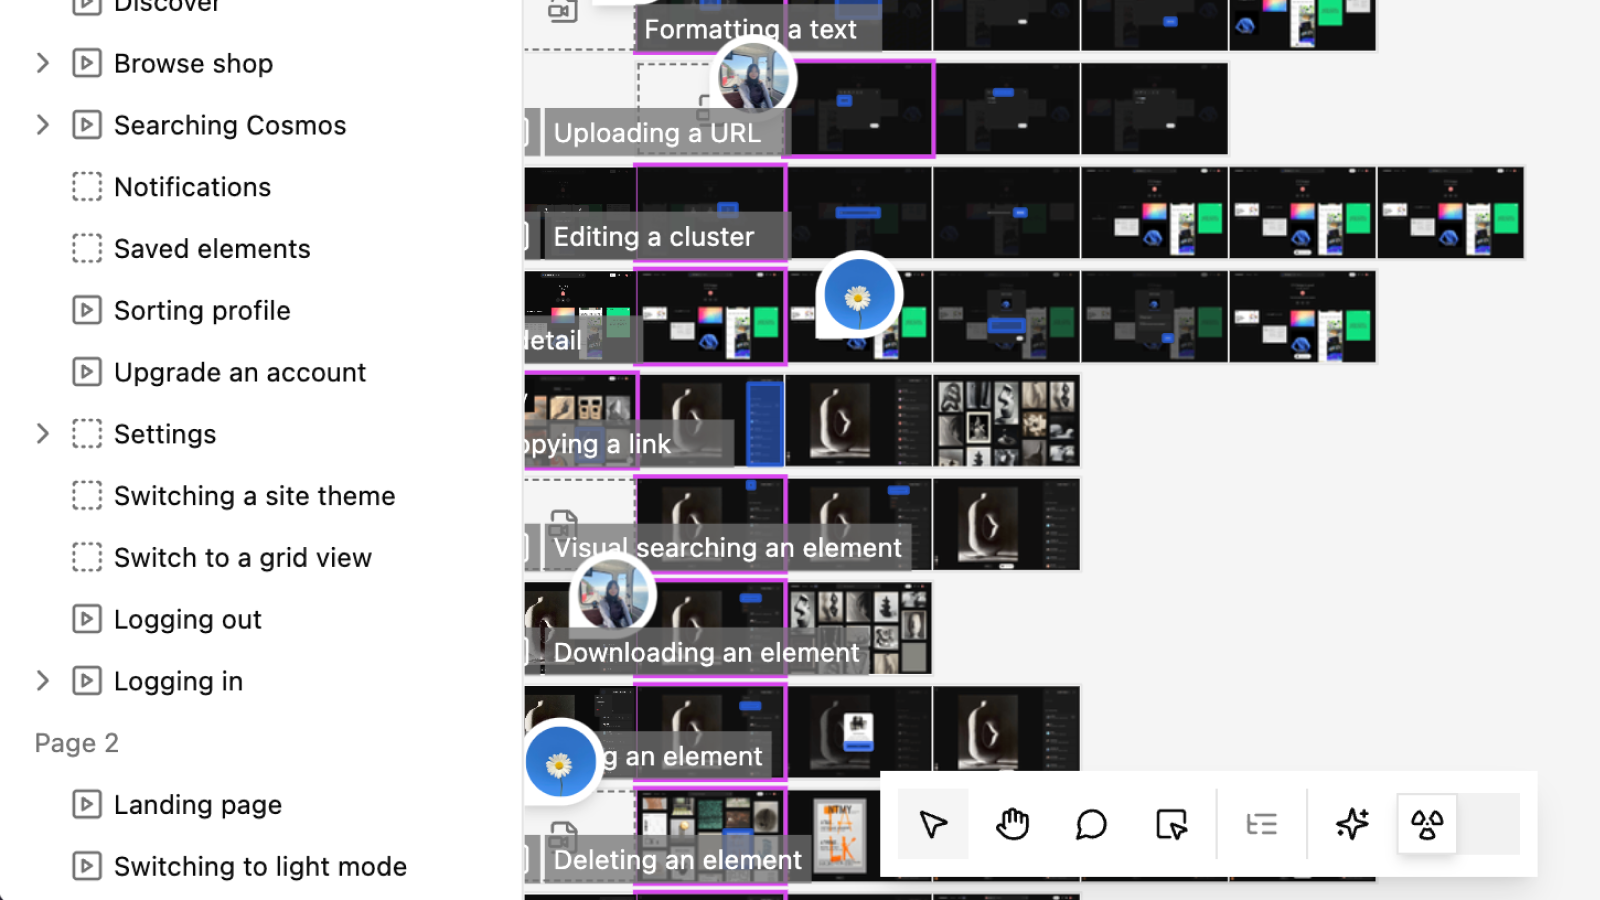 Discover
Browse shop
Searching Cosmos
Notifications
Saved elements
Sorting profile
Upgrade an account
Settings
Switching a site theme
Switch to a grid view
Logging out
Logging in
Page 2
Landing page
Switching to light mode
Formatting a text
Uploading a URL
Editing a cluster
detail
opying a link
Visual searching an element
Downloading an element
g an element
Deleting an element